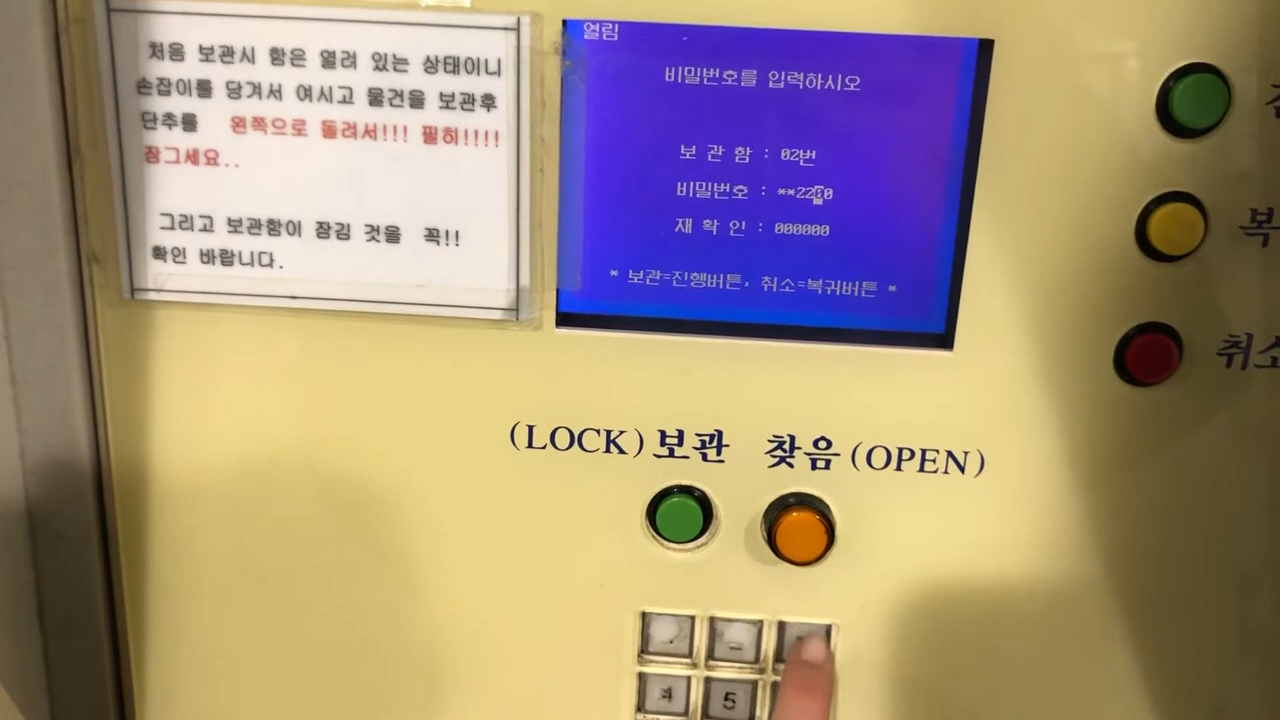 처음 보관시 함은 열려 있는 상태이니
손잡이를 당겨서 여시고 물건을 보관후
단추를 왼쪽으로 돌려서!!! 필히!!!!
잠그세요..
그리고 보관함이 잠김 것을 꼭!!
확인 바랍니다.
열림
비밀번호를 입력하시오
보 관 함 : 02번
비밀번호 : **2200
재 확 인 : 000000
* 보관=진행버튼, 취소=복귀버튼 *
복
취소
(LOCK) 보관 찾음 (OPEN)
4 5